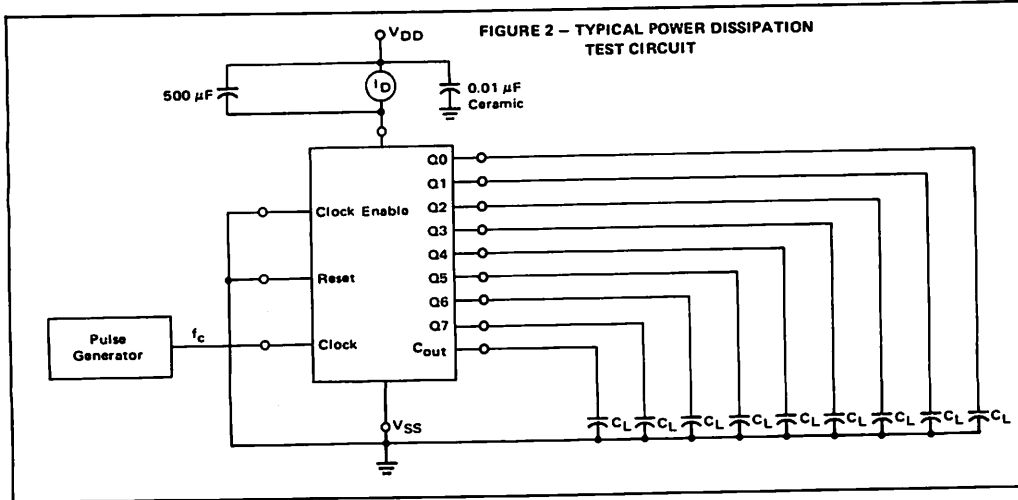 FIGURE 2 – TYPICAL POWER DISSIPATION
TEST CIRCUIT
VDD
500 µF
ID
0.01 µF
Ceramic
Clock Enable
Reset
Clock
Q0
Q1
Q2
Q3
Q4
Q5
Q6
Q7
Cout
Pulse
Generator
fc
VSS
CL
CL
CL
CL
CL
CL
CL
CL
CL